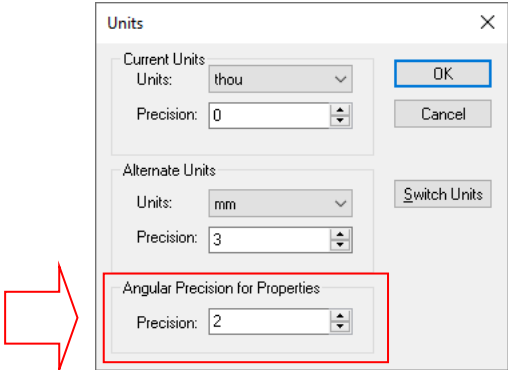 Units
Current Units
Units: thou
OK
Precision: 0
Cancel
Alternate Units
Units: mm
Switch Units
Precision: 3
Angular Precision for Properties
Precision: 2